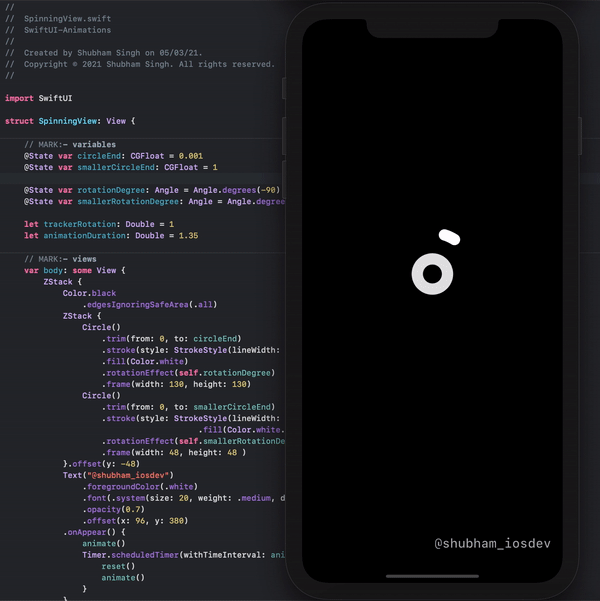 //
//  SpinningView.swift
//  SwiftUI-Animations
//
//  Created by Shubham Singh on 05/03/21.
//  Copyright © 2021 Shubham Singh. All rights reserved.
//
import SwiftUI
struct SpinningView: View {
// MARK:- variables
@State var circleEnd: CGFloat = 0.001
@State var smallerCircleEnd: CGFloat = 1
@State var rotationDegree: Angle = Angle.degrees(-90)
@State var smallerRotationDegree: Angle = Angle.degree
let trackerRotation: Double = 1
let animationDuration: Double = 1.35
// MARK:- views
var body: some View {
ZStack {
Color.black
.edgesIgnoringSafeArea(.all)
ZStack {
Circle()
.trim(from: 0, to: circleEnd)
.stroke(style: StrokeStyle(lineWidth:
.fill(Color.white)
.rotationEffect(self.rotationDegree)
.frame(width: 130, height: 130)
Circle()
.trim(from: 0, to: smallerCircleEnd)
.stroke(style: StrokeStyle(lineWidth:
.fill(Color.white.
.rotationEffect(self.smallerRotationDe
.frame(width: 48, height: 48 )
}.offset(y: -48)
Text("@shubham_iosdev")
.foregroundColor(.white)
.font(.system(size: 20, weight: .medium, d
.opacity(0.7)
.offset(x: 96, y: 380)
.onAppear() {
animate()
Timer.scheduledTimer(withTimeInterval: ani
reset()
animate()
}
}
@shubham_iosdev